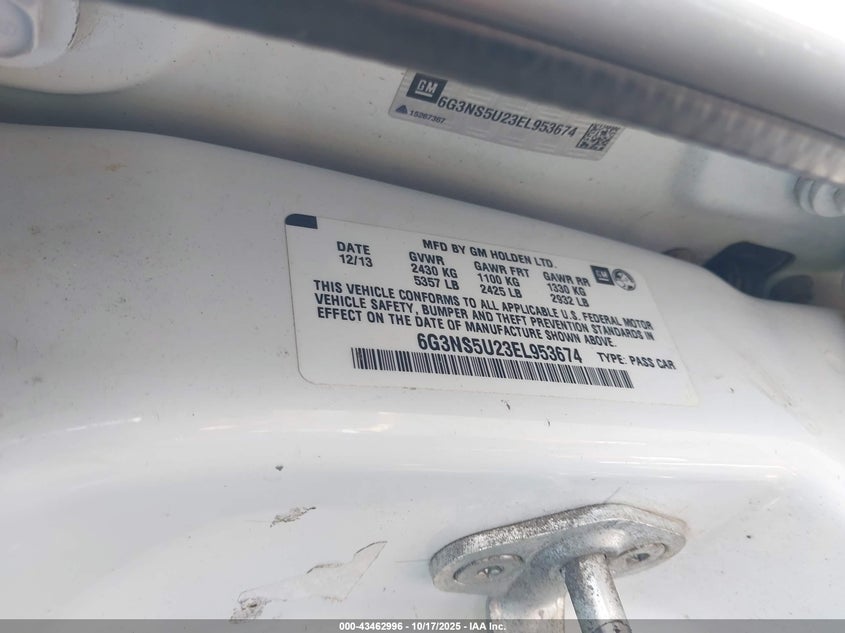 GM
6G3NS5U23EL953674
15267367
DATE
12/13
MFD BY GM HOLDEN LTD.
GVWR GAWR FRT GAWR RR
2430 KG 1100 KG 1330 KG
5357 LB 2425 LB 2932 LB
GM
THIS VEHICLE CONFORMS TO ALL APPLICABLE U.S. FEDERAL MOTOR
VEHICLE SAFETY, BUMPER AND THEFT PREVENTION STANDARDS IN
EFFECT ON THE DATE OF MANUFACTURE SHOWN ABOVE.
6G3NS5U23EL953674 TYPE: PASS CAR
000-43462996 - 10/17/2025 - IAA Inc.